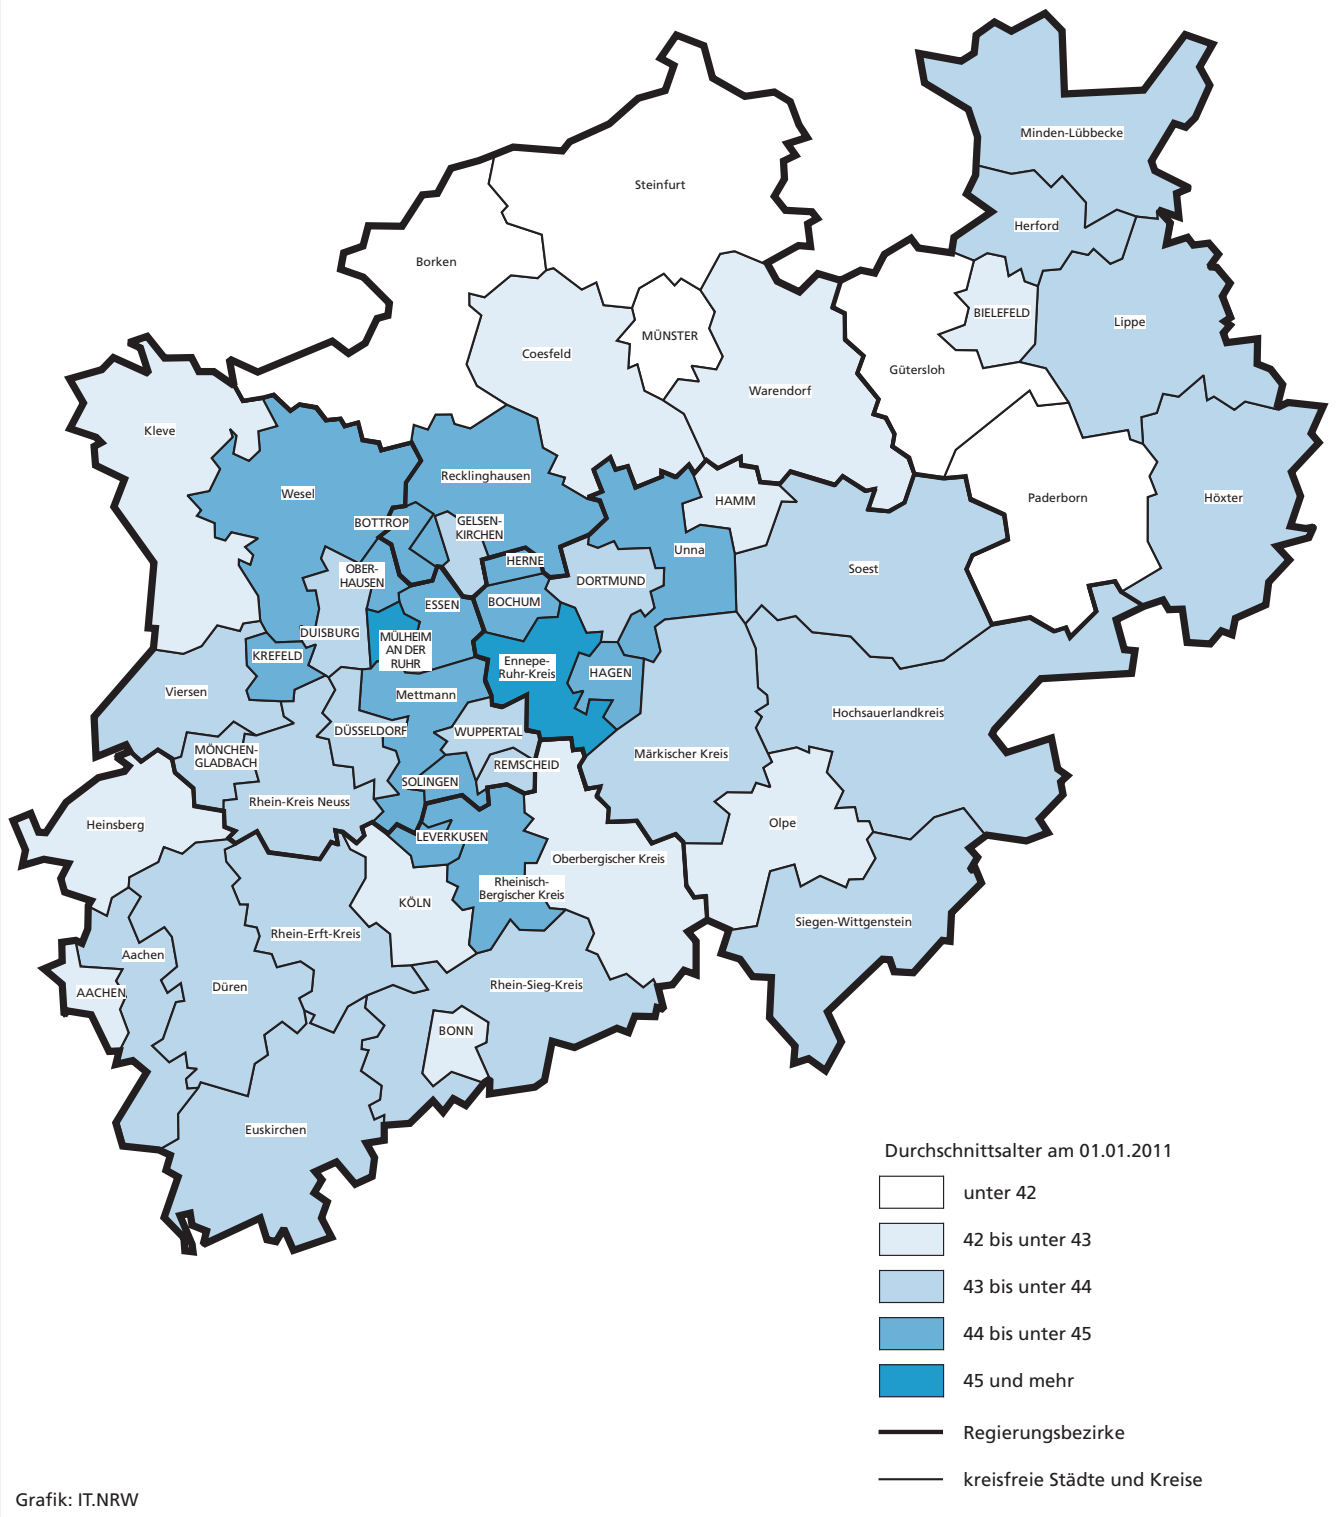 Minden-Lübbecke
Steinfurt
Herford
Borken
BIELEFELD
Lippe
MÜNSTER
Coesfeld
Gütersloh
Warendorf
Kleve
Recklinghausen
Wesel
Paderborn
Höxter
HAMM
BOTTROP
GELSEN-
KIRCHEN
Unna
HERNE
Soest
OBER-
HAUSEN
DORTMUND
ESSEN
BOCHUM
DUISBURG
MÜLHEIM
AN DER
RUHR
KREFELD
Ennepe-
Ruhr-Kreis
HAGEN
Viersen
Mettmann
Hochsauerlandkreis
DÜSSELDORF
WUPPERTAL
MÖNCHEN-
GLADBACH
Märkischer Kreis
REMSCHEID
SOLINGEN
Rhein-Kreis Neuss
Heinsberg
Olpe
LEVERKUSEN
Oberbergischer Kreis
Rheinisch-
Bergischer Kreis
KÖLN
Siegen-Wittgenstein
Rhein-Erft-Kreis
Aachen
Rhein-Sieg-Kreis
Düren
AACHEN
BONN
Euskirchen
Durchschnittsalter am 01.01.2011
unter 42
42 bis unter 43
43 bis unter 44
44 bis unter 45
45 und mehr
Regierungsbezirke
kreisfreie Städte und Kreise
Grafik: IT.NRW